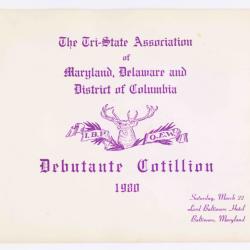 The Tri-State Association
of
Maryland, Delaware and
District of Columbia
I.B.P. O.E.W.
Debutante Cotillion
1980
Saturday, March 22
Lord Baltimore Hotel
Baltimore, Maryland